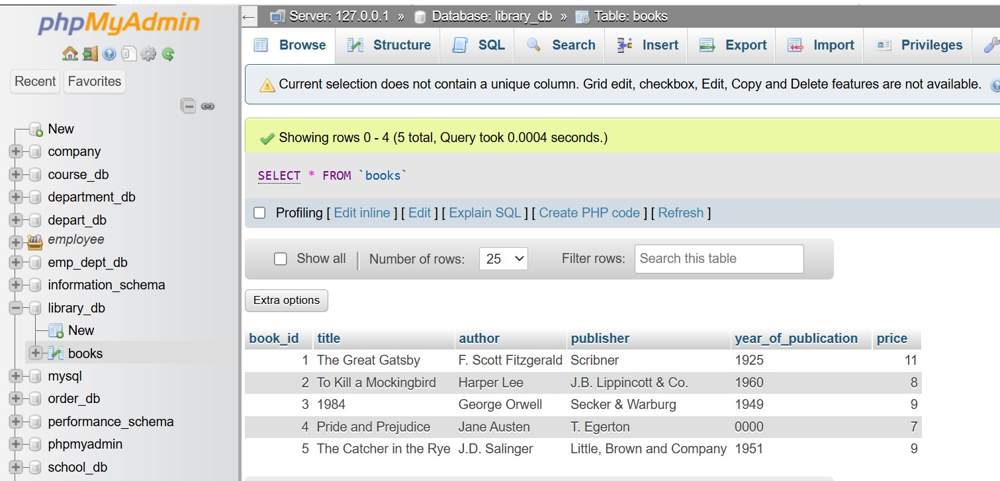 phpMyAdmin
Recent Favorites
New
company
course_db
department_db
depart_db
employee
emp_dept_db
information_schema
library_db
New
books
mysql
order_db
performance_schema
phpmyadmin
school_db
Server: 127.0.0.1 » Database: library_db » Table: books
Browse Structure SQL Search Insert Export Import Privileges
Current selection does not contain a unique column. Grid edit, checkbox, Edit, Copy and Delete features are not available.
Showing rows 0 - 4 (5 total, Query took 0.0004 seconds.)
SELECT * FROM `books`
Profiling [ Edit inline ] [ Edit ] [ Explain SQL ] [ Create PHP code ] [ Refresh ]
Show all | Number of rows: 25 Filter rows: Search this table
Extra options
book_id title author publisher year_of_publication price
1 The Great Gatsby F. Scott Fitzgerald Scribner 1925 11
2 To Kill a Mockingbird Harper Lee J.B. Lippincott & Co. 1960 8
3 1984 George Orwell Secker & Warburg 1949 9
4 Pride and Prejudice Jane Austen T. Egerton 0000 7
5 The Catcher in the Rye J.D. Salinger Little, Brown and Company 1951 9